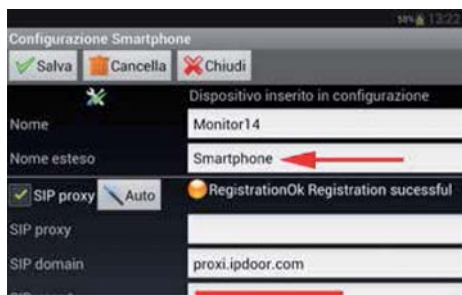 58% 13:22
Configurazione Smartphone
Salva Cancella Chiudi
Dispositivo inserito in configurazione
Nome Monitor14
Nome esteso Smartphone
SIP proxy Auto RegistrationOk Registration sucessful
SIP proxy
SIP domain proxi.ipdoor.com